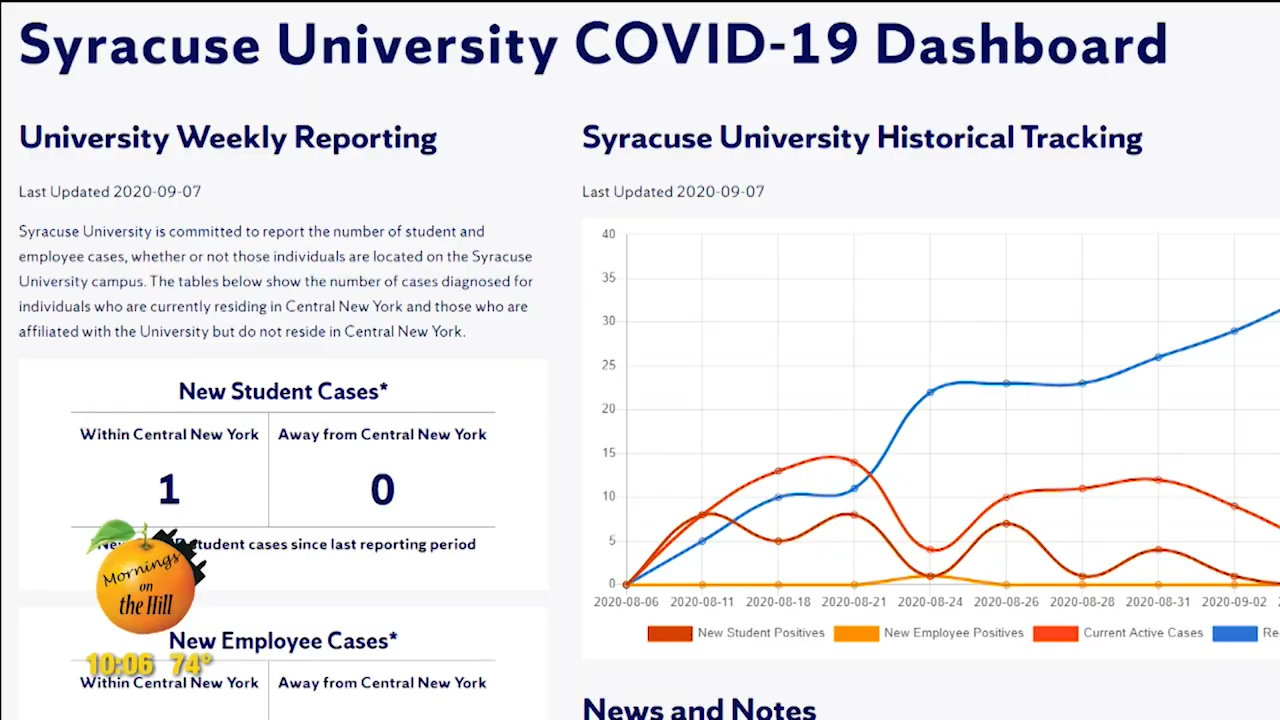 Syracuse University COVID-19 Dashboard
University Weekly Reporting
Last Updated 2020-09-07
Syracuse University is committed to report the number of student and
employee cases, whether or not those individuals are located on the Syracuse
University campus. The tables below show the number of cases diagnosed for
individuals who are currently residing in Central New York and those who are
affiliated with the University but do not reside in Central New York.
New Student Cases*
Within Central New York
Away from Central New York
1
0
student cases since last reporting period
Mornings
on
the Hill
New Employee Cases*
10:06 74°
Within Central New York
Away from Central New York
Syracuse University Historical Tracking
Last Updated 2020-09-07
40
35
30
25
20
15
10
5
0
2020-08-06 2020-08-11 2020-08-18 2020-08-21 2020-08-24 2020-08-26 2020-08-28 2020-08-31 2020-09-02
New Student Positives New Employee Positives Current Active Cases Re
News and Notes